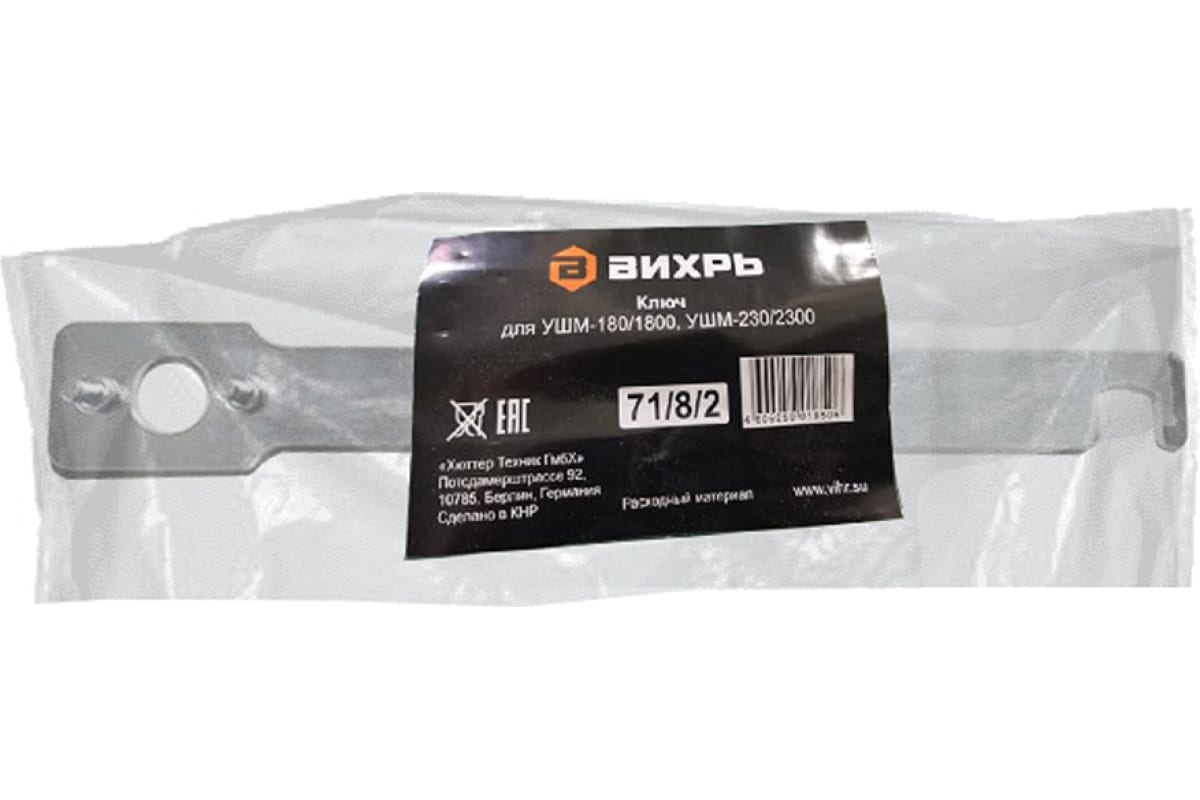 ВИХРЬ
Ключ
для УШМ-180/1800, УШМ-230/2300
EAC
71/8/2
«Хюттер Техник ГмбХ»
Потсдамерштрассе 92,
10785, Берлин, Германия
Сделано в КНР
Расходный материал
www.vihr.su